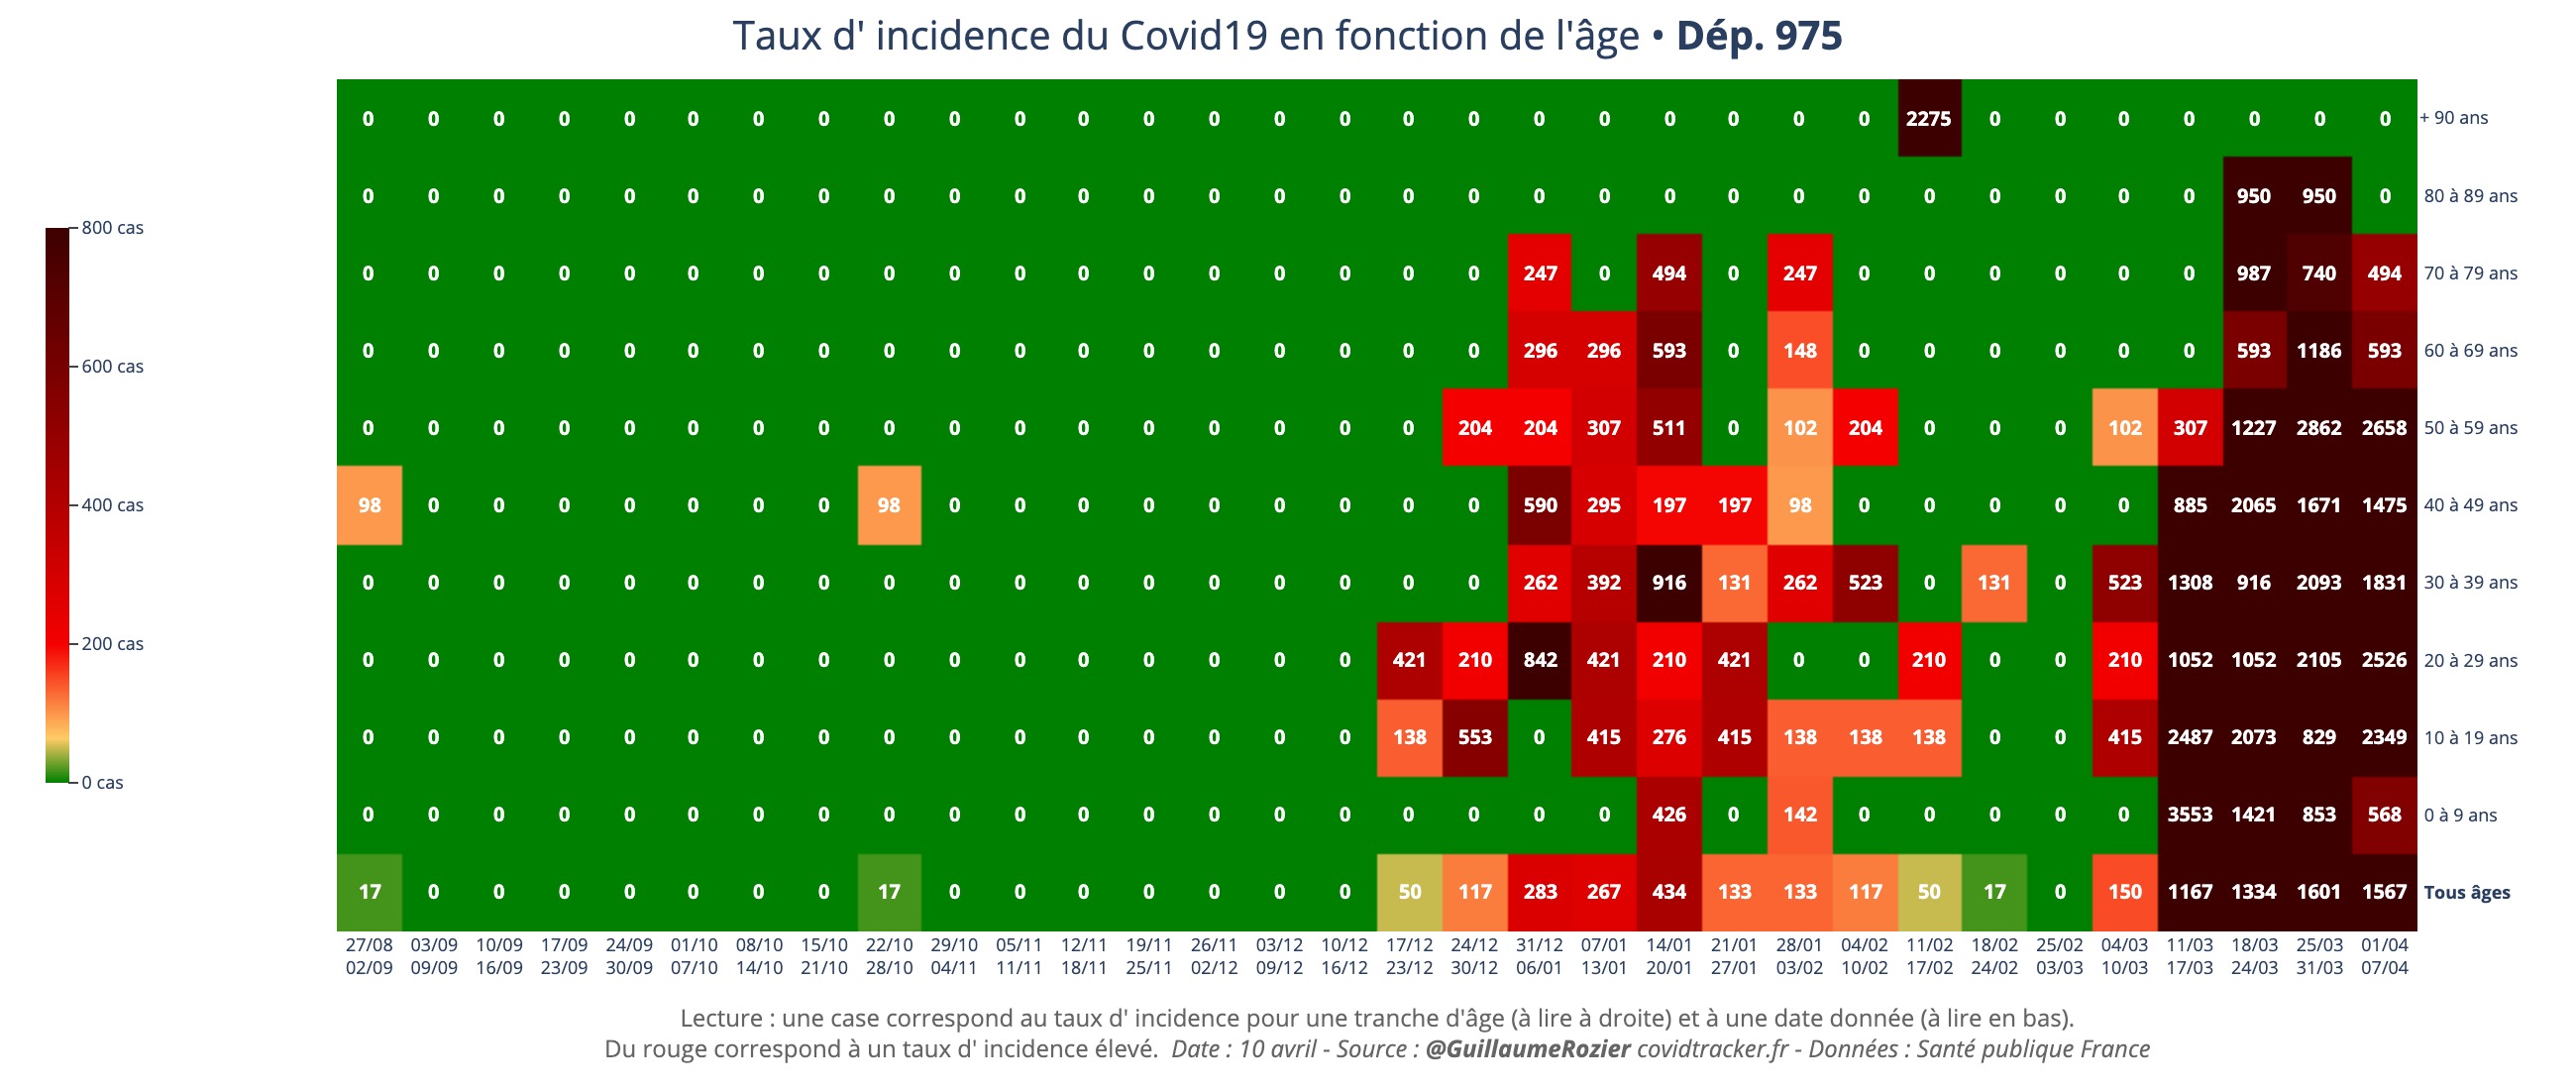 Taux d' incidence du Covid19 en fonction de l'âge • Dép. 975
0 0 0 0 0 0 0 0 0 0 0 0 0 0 0 0 0 0 0 0 0 0 0 0 2275 0 0 0 0 0 0 0 + 90 ans
0 0 0 0 0 0 0 0 0 0 0 0 0 0 0 0 0 0 0 0 0 0 0 0 0 0 0 0 0 950 950 0 80 à 89 ans
800 cas
0 0 0 0 0 0 0 0 0 0 0 0 0 0 0 0 0 0 247 0 494 0 247 0 0 0 0 0 0 987 740 494 70 à 79 ans
0 0 0 0 0 0 0 0 0 0 0 0 0 0 0 0 0 0 296 296 593 0 148 0 0 0 0 0 0 593 1186 593 60 à 69 ans
600 cas
0 0 0 0 0 0 0 0 0 0 0 0 0 0 0 0 0 204 204 307 511 0 102 204 0 0 0 102 307 1227 2862 2658 50 à 59 ans
400 cas
98 0 0 0 0 0 0 0 98 0 0 0 0 0 0 0 0 0 590 295 197 197 98 0 0 0 0 0 885 2065 1671 1475 40 à 49 ans
0 0 0 0 0 0 0 0 0 0 0 0 0 0 0 0 0 0 262 392 916 131 262 523 0 131 0 523 1308 916 2093 1831 30 à 39 ans
200 cas
0 0 0 0 0 0 0 0 0 0 0 0 0 0 0 0 421 210 842 421 210 421 0 0 210 0 0 210 1052 1052 2105 2526 20 à 29 ans
0 0 0 0 0 0 0 0 0 0 0 0 0 0 0 0 138 553 0 415 276 415 138 138 138 0 0 415 2487 2073 829 2349 10 à 19 ans
0 cas
0 0 0 0 0 0 0 0 0 0 0 0 0 0 0 0 0 0 0 0 426 0 142 0 0 0 0 0 3553 1421 853 568 0 à 9 ans
17 0 0 0 0 0 0 0 17 0 0 0 0 0 0 0 50 117 283 267 434 133 133 117 50 17 0 150 1167 1334 1601 1567 Tous âges
27/08 03/09 10/09 17/09 24/09 01/10 08/10 15/10 22/10 29/10 05/11 12/11 19/11 26/11 03/12 10/12 17/12 24/12 31/12 07/01 14/01 21/01 28/01 04/02 11/02 18/02 25/02 04/03 11/03 18/03 25/03 01/04
02/09 09/09 16/09 23/09 30/09 07/10 14/10 21/10 28/10 04/11 11/11 18/11 25/11 02/12 09/12 16/12 23/12 30/12 06/01 13/01 20/01 27/01 03/02 10/02 17/02 24/02 03/03 10/03 17/03 24/03 31/03 07/04
Lecture : une case correspond au taux d' incidence pour une tranche d'âge (à lire à droite) et à une date donnée (à lire en bas).
Du rouge correspond à un taux d' incidence élevé. Date : 10 avril - Source : @GuillaumeRozier covidtracker.fr - Données : Santé publique France